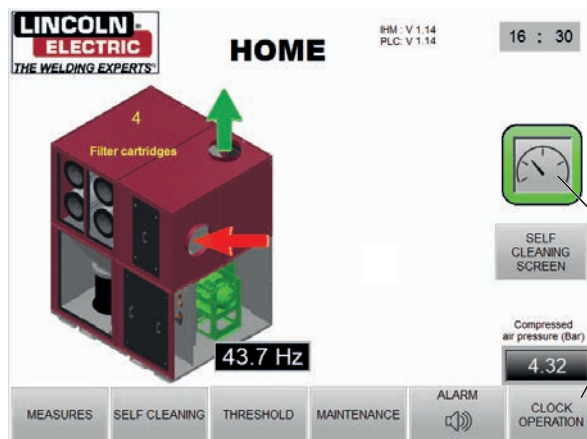 LINCOLN®
ELECTRIC
THE WELDING EXPERTS®
HOME
IHM : V 1.14
PLC: V 1.14
16 : 30
4
Filter cartridges
SELF
CLEANING
SCREEN
Compressed
air pressure (Bar)
4.32
43.7 Hz
MEASURES
SELF CLEANING
THRESHOLD
MAINTENANCE
ALARM
CLOCK
OPERATION